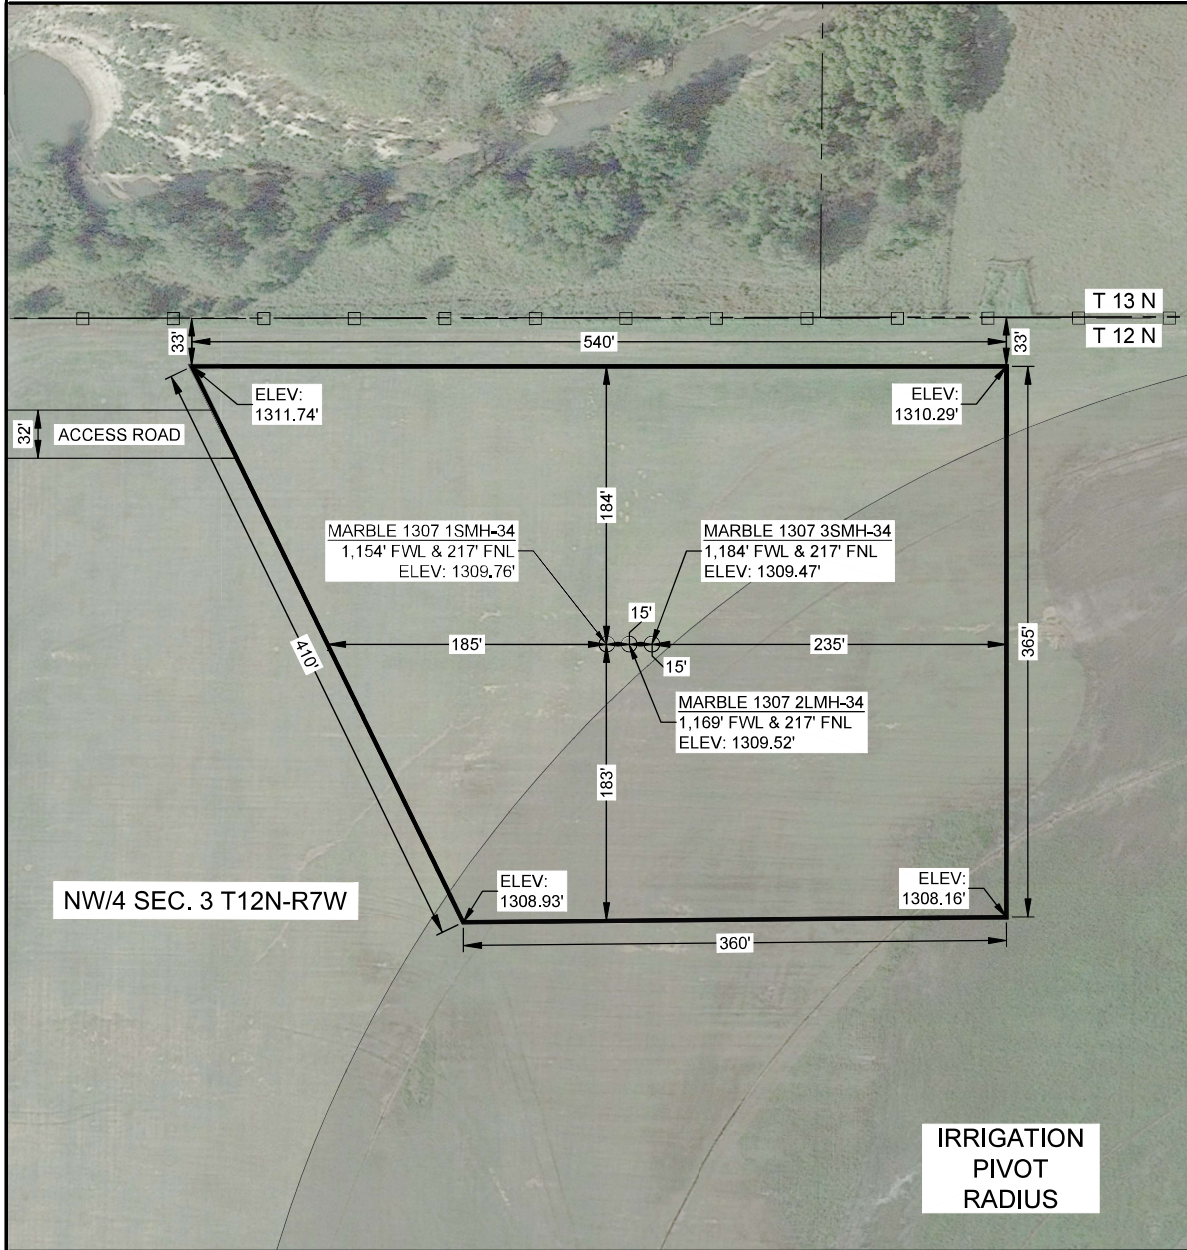 T 13 N
T 12 N
33'
540'
33'
ELEV:
1311.74'
ELEV:
1310.29'
32'
ACCESS ROAD
184'
MARBLE 1307 1SMH-34
1,154' FWL & 217' FNL
ELEV: 1309.76'
MARBLE 1307 3SMH-34
1,184' FWL & 217' FNL
ELEV: 1309.47'
15'
185'
235'
365'
410'
15'
MARBLE 1307 2LMH-34
1,169' FWL & 217' FNL
ELEV: 1309.52'
183'
NW/4 SEC. 3 T12N-R7W
ELEV:
1308.93'
ELEV:
1308.16'
360'
IRRIGATION
PIVOT
RADIUS